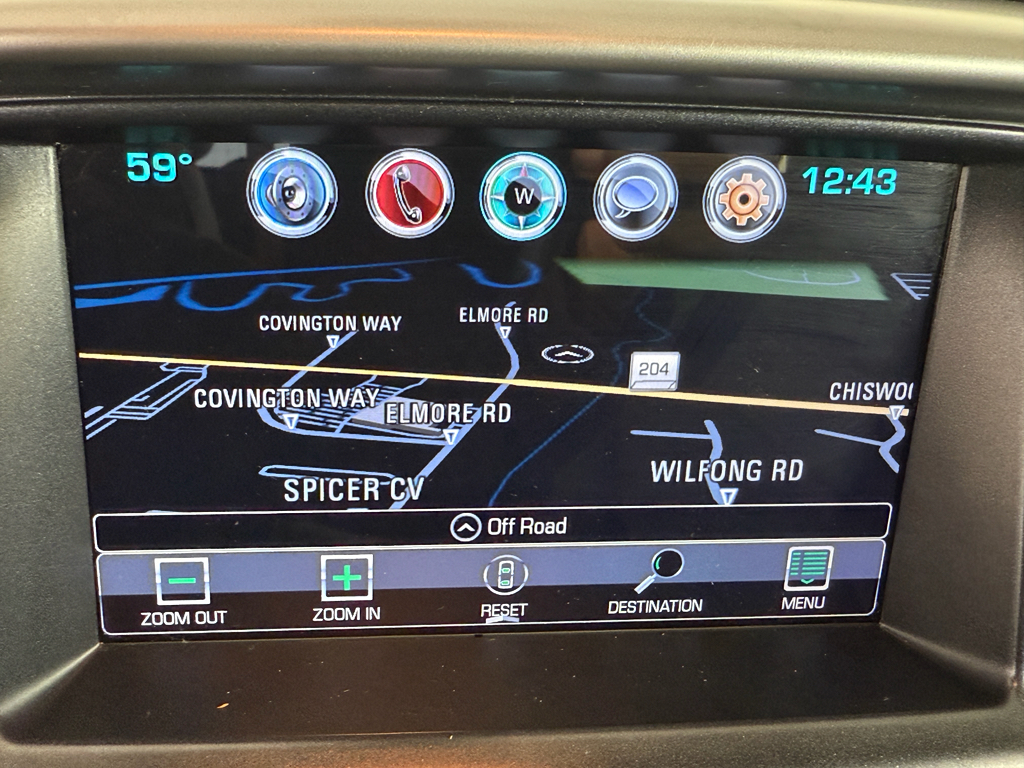 59°
W
12:43
COVINGTON WAY
ELMORE RD
204
COVINGTON WAY
ELMORE RD
CHISWO
SPICER CV
WILFONG RD
Off Road
ZOOM OUT
ZOOM IN
RESET
DESTINATION
MENU